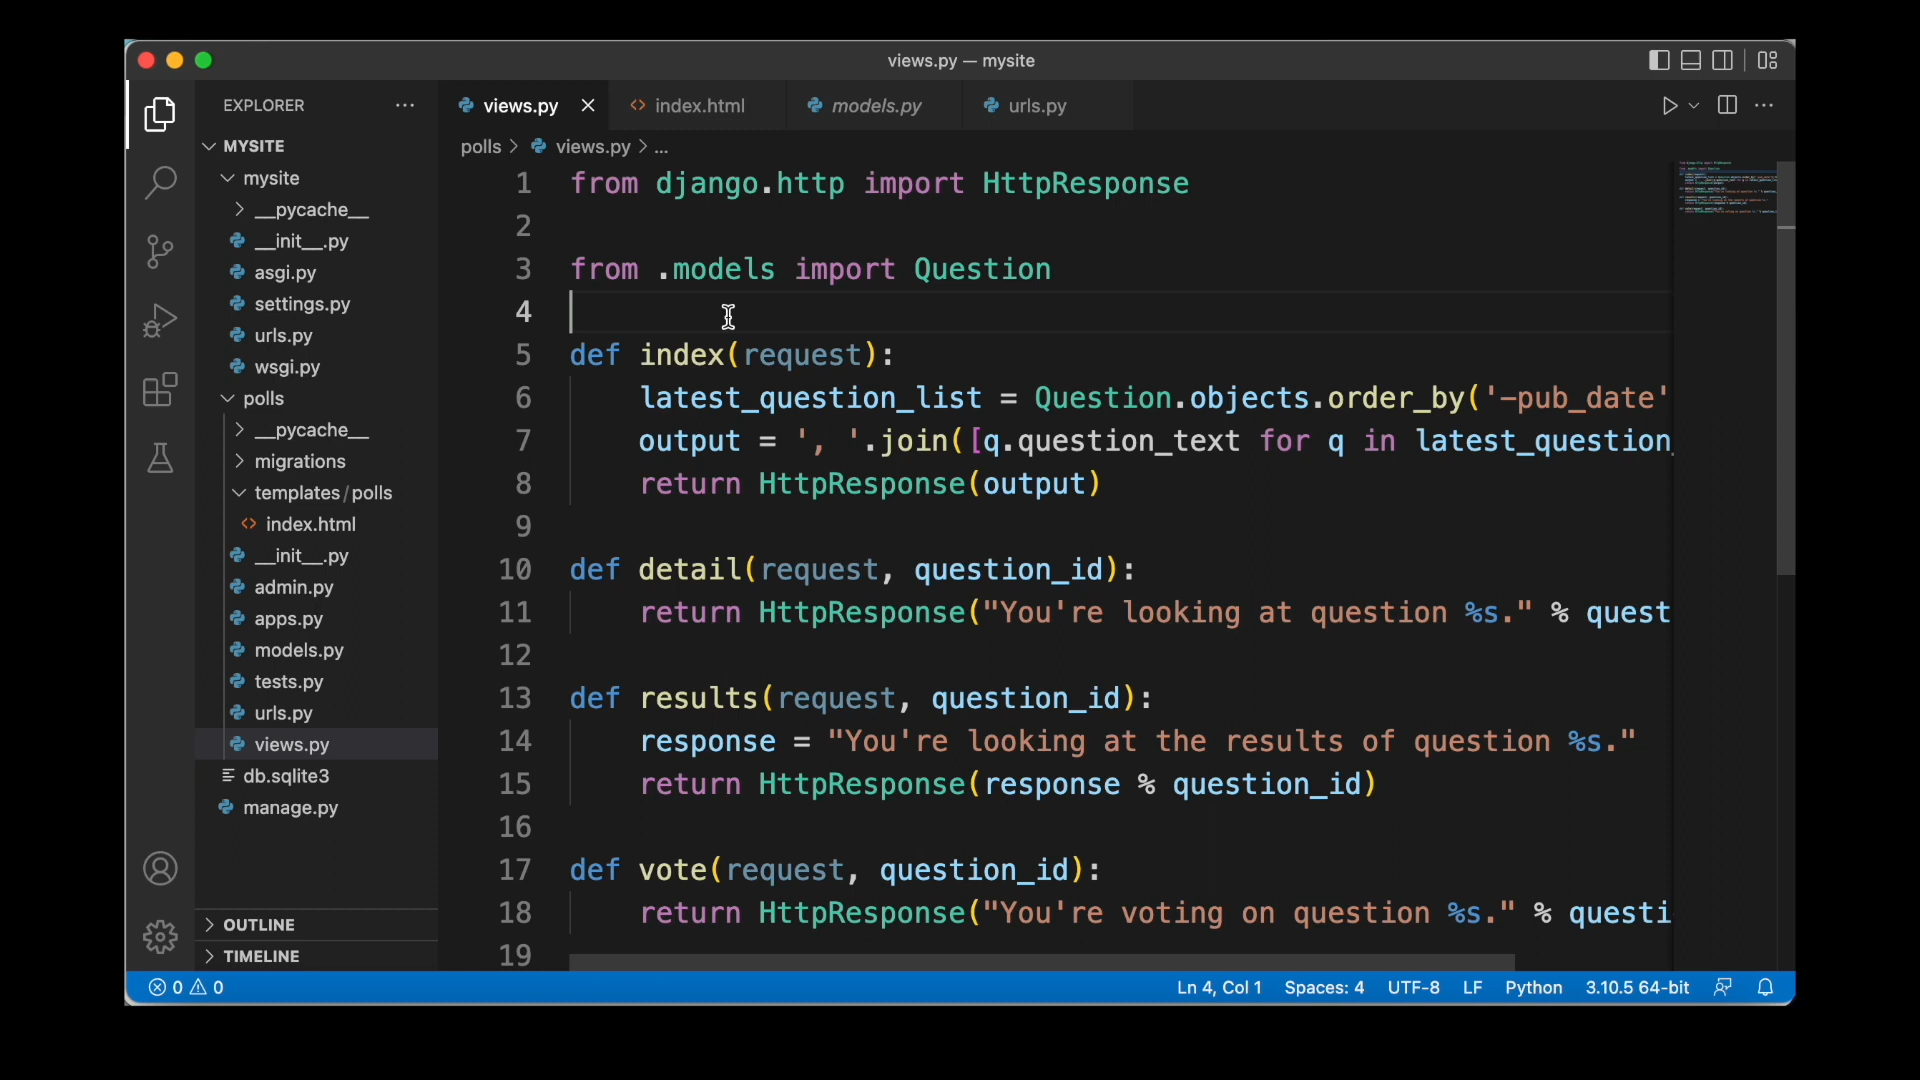 views.py — mysite
EXPLORER
views.py
index.html
models.py
urls.py
MYSITE
polls > views.py > ...
mysite
__pycache__
__init__.py
asgi.py
settings.py
urls.py
wsgi.py
polls
__pycache__
migrations
templates/polls
index.html
__init__.py
admin.py
apps.py
models.py
tests.py
urls.py
views.py
db.sqlite3
manage.py
OUTLINE
TIMELINE
1 from django.http import HttpResponse
2
3 from .models import Question
4
5 def index(request):
6 latest_question_list = Question.objects.order_by('-pub_date'
7 output = ', '.join([q.question_text for q in latest_question_
8 return HttpResponse(output)
9
10 def detail(request, question_id):
11 return HttpResponse("You're looking at question %s." % quest
12
13 def results(request, question_id):
14 response = "You're looking at the results of question %s."
15 return HttpResponse(response % question_id)
16
17 def vote(request, question_id):
18 return HttpResponse("You're voting on question %s." % questi
19
0 0
Ln 4, Col 1 Spaces: 4 UTF-8 LF Python 3.10.5 64-bit